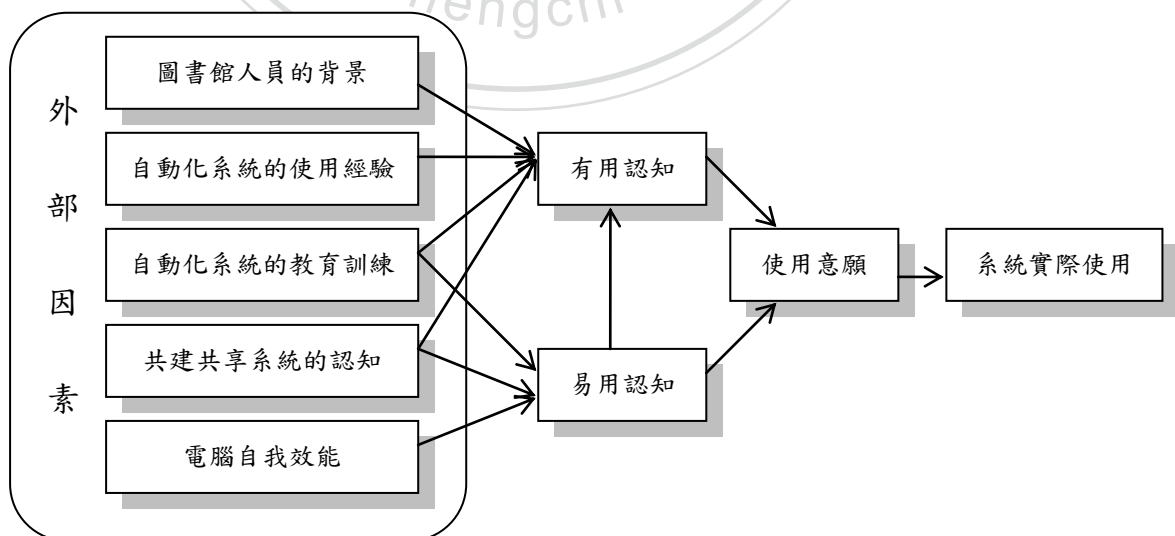 hengchi
外部因素
圖書館人員的背景
自動化系統的使用經驗
自動化系統的教育訓練
共建共享系統的認知
電腦自我效能
有用認知
易用認知
使用意願
系統實際使用